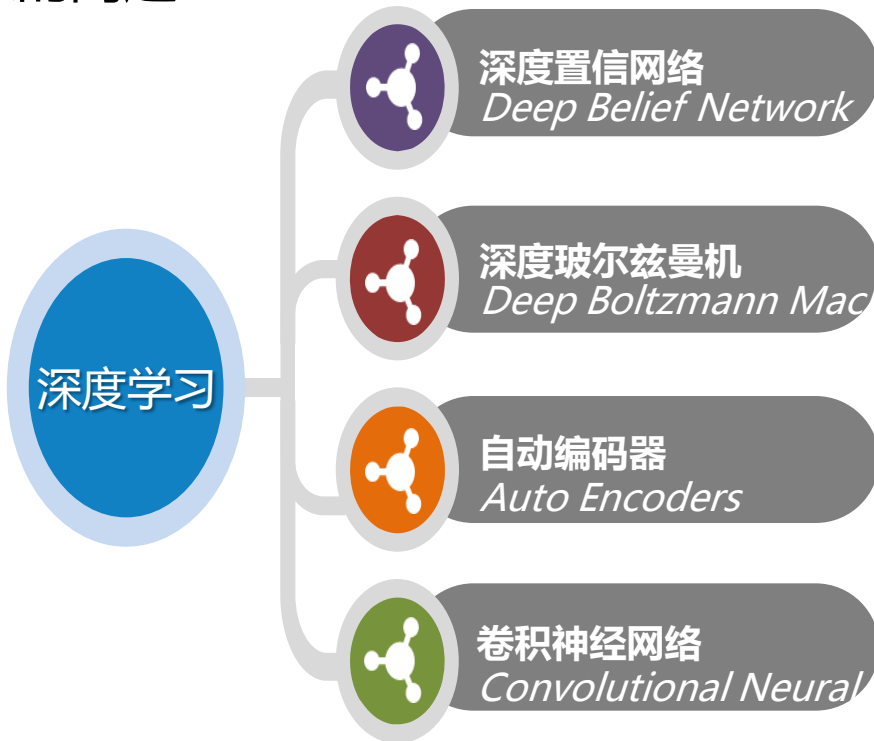 深度置信网络
Deep Belief Network
深度玻尔兹曼机
Deep Boltzmann Mac
深度学习
自动编码器
Auto Encoders
卷积神经网络
Convolutional Neural